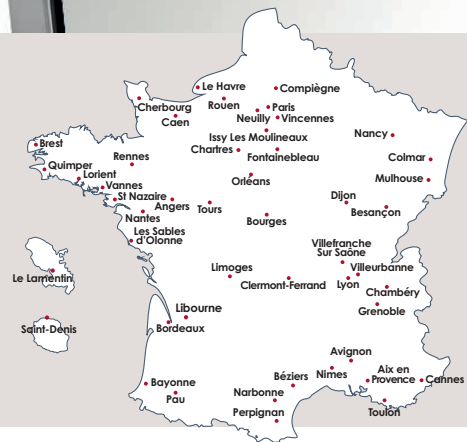 Le Havre
Compiègne
Cherbourg
Rouen
Paris
Caen
Neuilly
Vincennes
Issy Les Moulineaux
Nancy
Brest
Chartres
Fontainebleau
Rennes
Colmar
Quimper
Lorient
Mulhouse
Vannes
Orléans
St Nazaire
Dijon
Angers
Tours
Besançon
Nantes
Bourges
Les Sables
d'Olonne
Villefranche
Sur Saône
Limoges
Villeurbanne
Le Lamentin
Clermont-Ferrand
Lyon
Chambéry
Libourne
Grenoble
Saint-Denis
Bordeaux
Avignon
Bayonne
Béziers
Nimes
Aix en
Provence
Cannes
Pau
Narbonne
Perpignan
Toulon